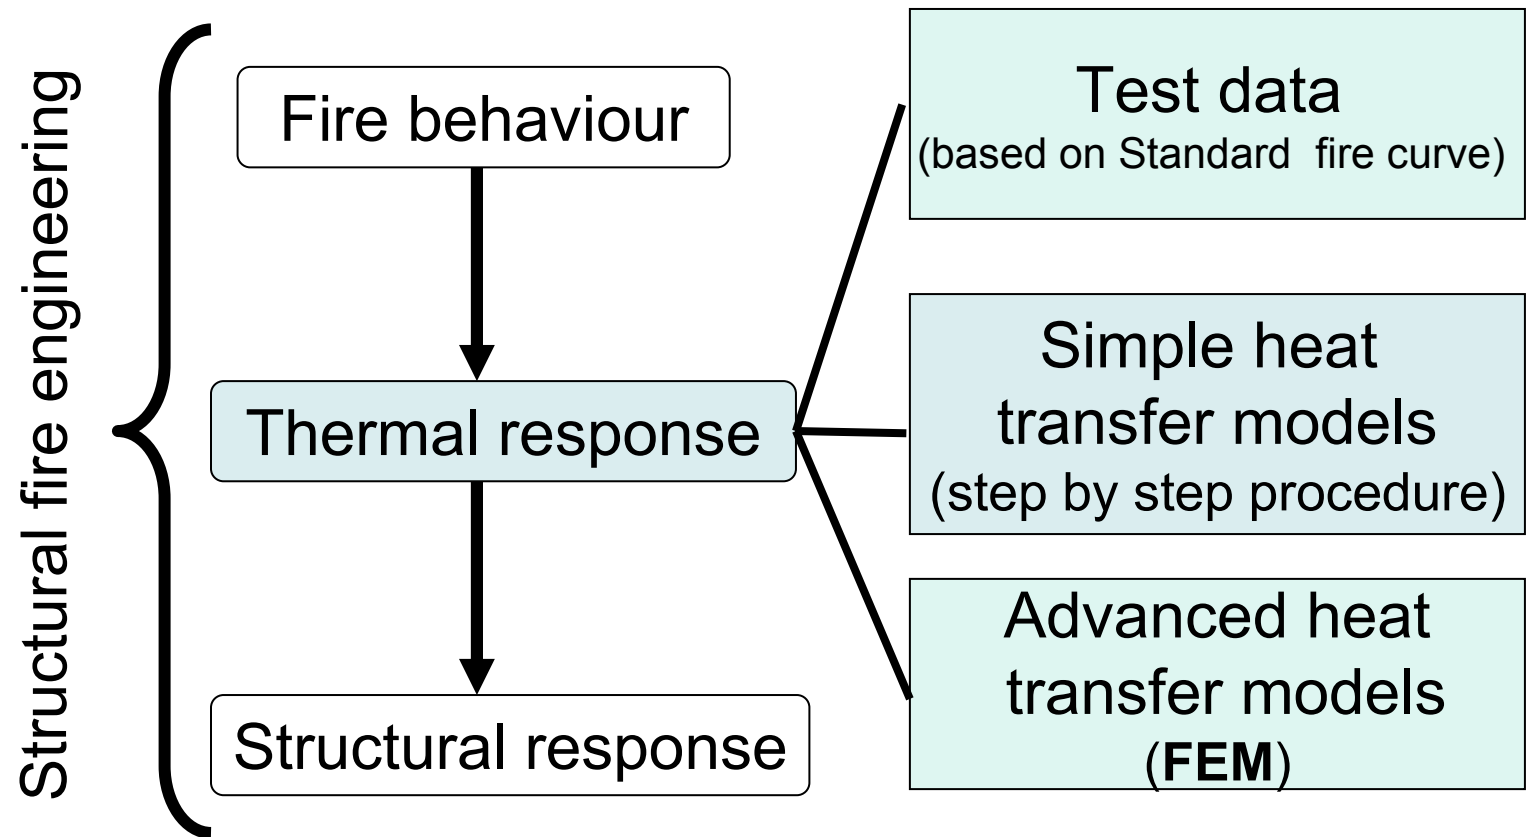 Structural fire engineering
Fire behaviour
Thermal response
Structural response
Test data
(based on Standard fire curve)
Simple heat
transfer models
(step by step procedure)
Advanced heat
transfer models
(FEM)